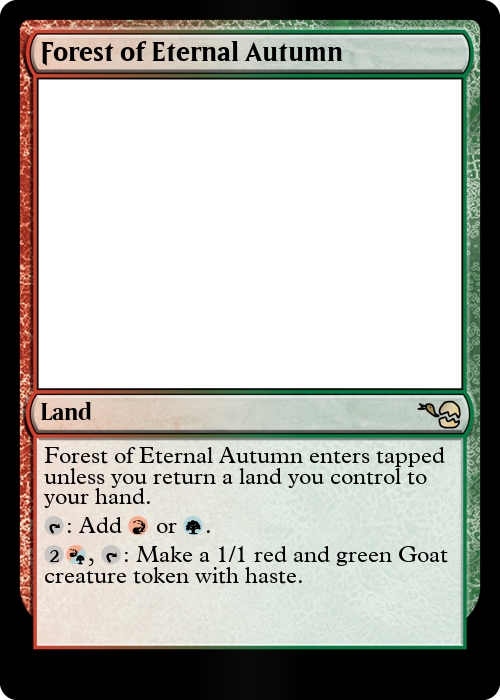 Forest of Eternal Autumn
Land
Forest of Eternal Autumn enters tapped
unless you return a land you control to
your hand.
: Add or .
2 , : Make a 1/1 red and green Goat
creature token with haste.